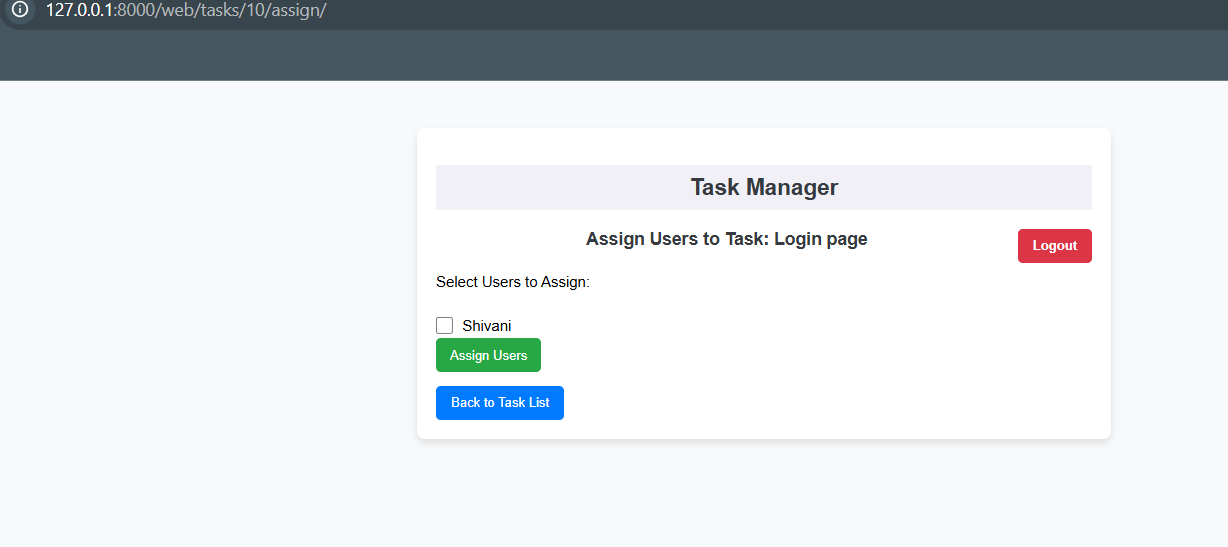 127.0.0.1:8000/web/tasks/10/assign/
Task Manager
Assign Users to Task: Login page
Logout
Select Users to Assign:
Shivani
Assign Users
Back to Task List